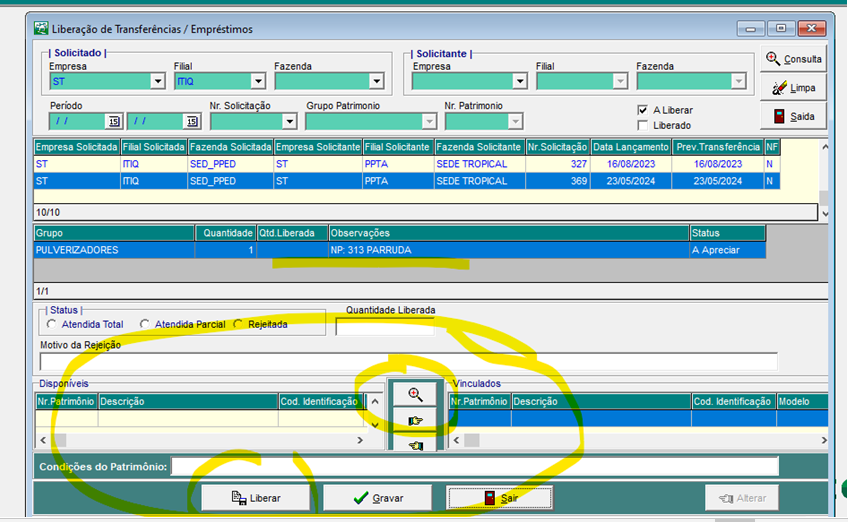 Liberação de Transferências / Empréstimos
| Solicitado |
Empresa Filial Fazenda
ST ITIQ
| Solicitante |
Empresa Filial Fazenda
Consulta
Limpa
Saida
Período Nr. Solicitação Grupo Patrimonio Nr. Patrimonio
/ / 15 / / 15
A Liberar
Liberado
Empresa Solicitada Filial Solicitada Fazenda Solicitada Empresa Solicitante Filial Solicitante Fazenda Solicitante Nr.Solicitação Data Lançamento Prev.Transferência NF
ST ITIQ SED_PPED ST PPTA SEDE TROPICAL 327 16/08/2023 16/08/2023 N
ST ITIQ SED_PPED ST PPTA SEDE TROPICAL 369 23/05/2024 23/05/2024 N
10/10
Grupo Quantidade Qtd.Liberada Observações Status
PULVERIZADORES 1 NP: 313 PARRUDA A Apreciar
1/1
| Status |
Atendida Total Atendida Parcial Rejeitada
Quantidade Liberada
Motivo da Rejeição
Disponíveis
Nr.Patrimônio Descrição Cod. Identificação
Vinculados
Nr.Patrimônio Descrição Cod. Identificação Modelo
Condições do Patrimônio:
Liberar Gravar Sair Alterar